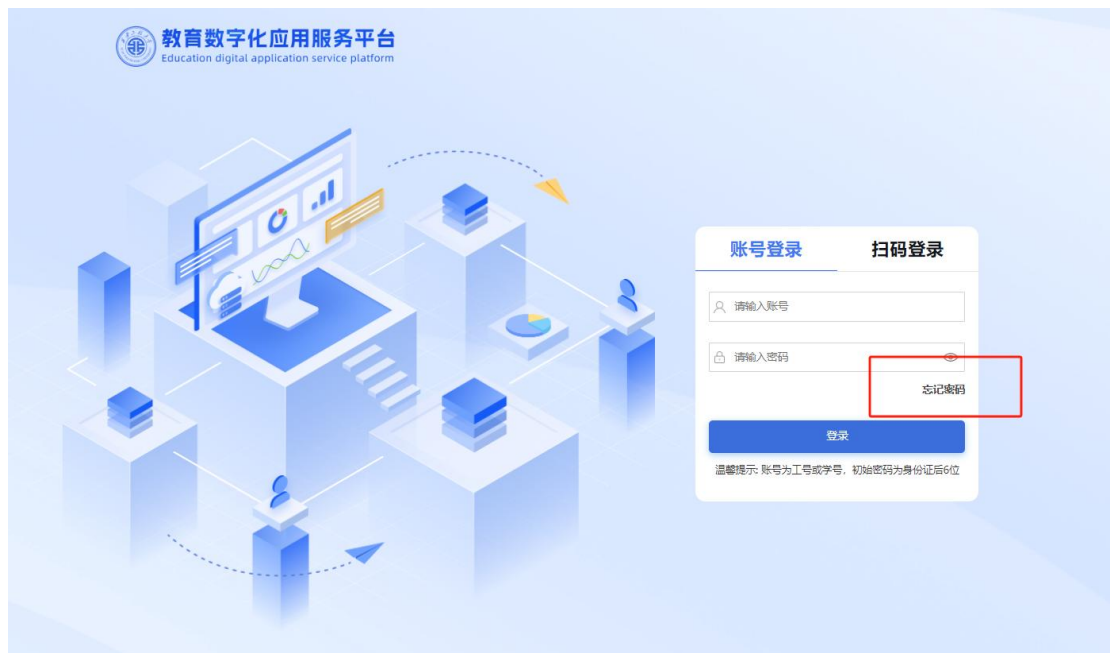 教育数字化应用服务平台
Education digital application service platform
账号登录
扫码登录
请输入账号
请输入密码
忘记密码
登录
温馨提示: 账号为工号或学号，初始密码为身份证后6位